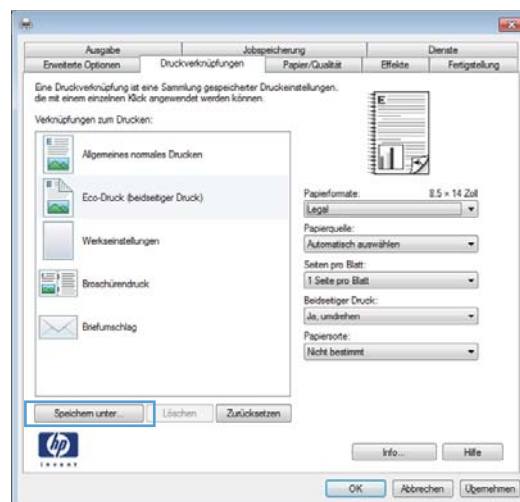 Ausgabe
Jobspeicherung
Dienste
Erweiterte Optionen
Druckverknüpfungen
Papier/Qualität
Effekte
Fertigstellung
Eine Druckverknüpfung ist eine Sammlung gespeicherter Druckeinstellungen,
die mit einem einzelnen Klick angewendet werden können.
Verknüpfungen zum Drucken:
Allgemeines normales Drucken
Eco-Druck (beidseitiger Druck)
Werkseinstellungen
Broschürendruck
Briefumschlag
E
Papierformate: 8.5 × 14 Zoll
Legal
Papierquelle:
Automatisch auswählen
Seiten pro Blatt:
1 Seite pro Blatt
Beidseitiger Druck:
Ja, umdrehen
Papiersorte:
Nicht bestimmt
Speichern unter...
Löschen
Zurücksetzen
hp
invent
Info...
Hilfe
OK
Abbrechen
Übernehmen